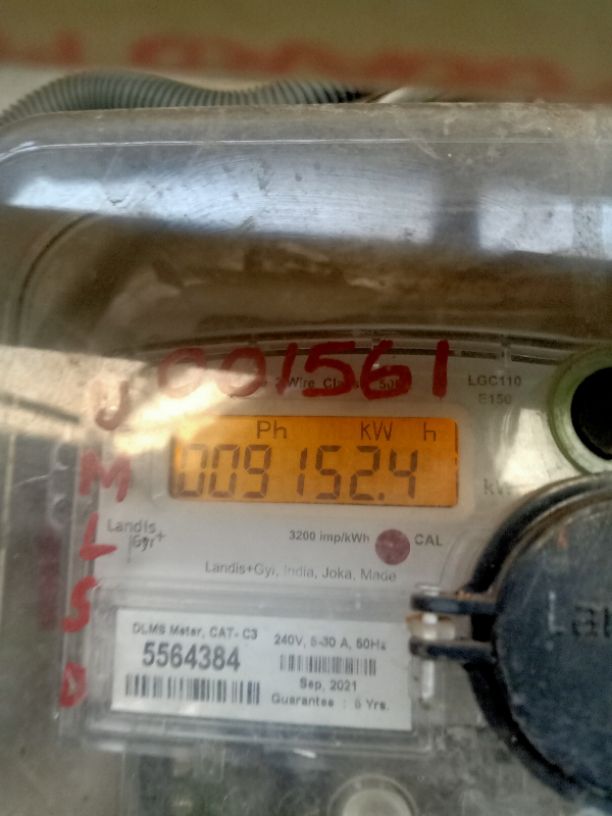 001561
LGC110
E150
Ph kW h
009152.4
Landis
Gyr+
3200 imp/kWh CAL
Landis+Gyr, India, Joka, Made
DLMS Meter, CAT- C3
5564384
240V, 5-30 A, 50Hz
Sep, 2021
Guarantee : 5 Yrs.